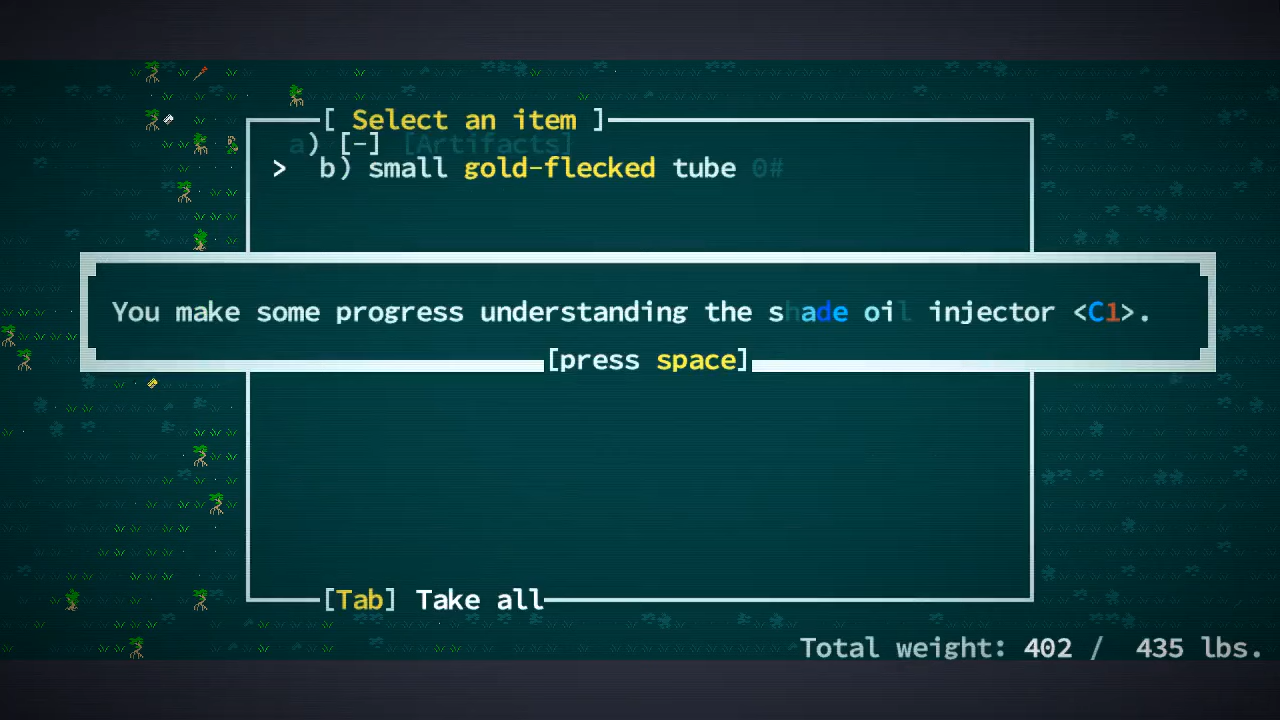 [ Select an item ]
a) [-] [Artifacts]
> b) small gold-flecked tube 0#
You make some progress understanding the shade oil injector <C1>.
[press space]
[Tab] Take all
Total weight: 402 / 435 lbs.